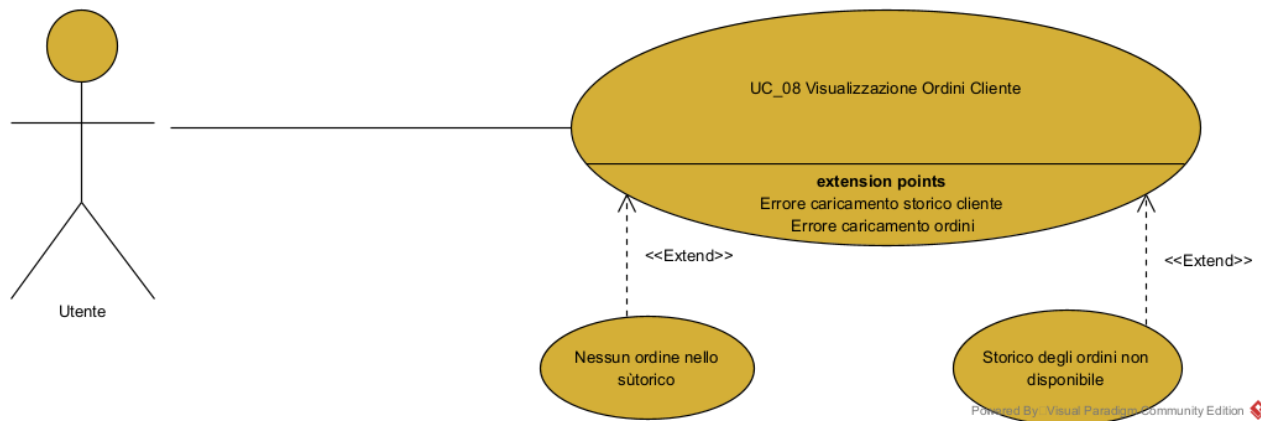 UC_08 Visualizzazione Ordini Cliente
extension points
Errore caricamento storico cliente
Errore caricamento ordini
<<Extend>>
<<Extend>>
Utente
Nessun ordine nello
sùtorico
Storico degli ordini non
disponibile
Powered By Visual Paradigm Community Edition